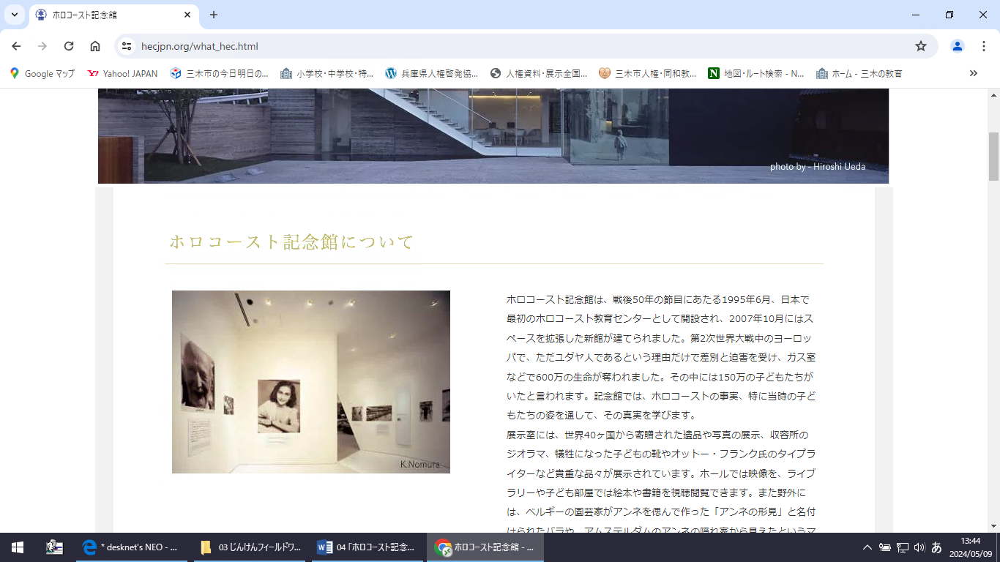 ホロコースト記念館
hecjpn.org/what_hec.html
Google マップ
Yahoo! JAPAN
三木市の今日明日の...
小学校・中学校・特...
兵庫県人権啓発協...
人権資料・展示全国...
三木市人権・同和教...
地図・ルート検索 - N...
ホーム - 三木の教育
photo by - Hiroshi Ueda
ホロコースト記念館について
K.Nomura
ホロコースト記念館は、戦後50年の節目にあたる1995年6月、日本で
最初のホロコースト教育センターとして開設され、2007年10月にはス
ペースを拡張した新館が建てられました。第2次世界大戦中のヨーロッ
パで、ただユダヤ人であるという理由だけで差別と迫害を受け、ガス室
などで600万の生命が奪われました。その中には150万の子どもたちが
いたと言われます。記念館では、ホロコーストの事実、特に当時の子ど
もたちの姿を通して、その真実を学びます。
展示室には、世界40ヶ国から寄贈された遺品や写真の展示、収容所の
ジオラマ、犠牲になった子どもの靴やオットー・フランク氏のタイプラ
イターなど貴重な品々が展示されています。ホールでは映像を、ライブ
ラリーや子ども部屋では絵本や書籍を視聴閲覧できます。また野外に
は、ベルギーの園芸家がアンネを偲んで作った「アンネの形見」と名付
けられたバラや、アムステルダムのアンネの隠れ家から見えたというマ
* desknet's NEO - ...
03 じんけんフィールドワ...
04 「ホロコースト記念...
ホロコースト記念館 - ...
あ
13:44
2024/05/09